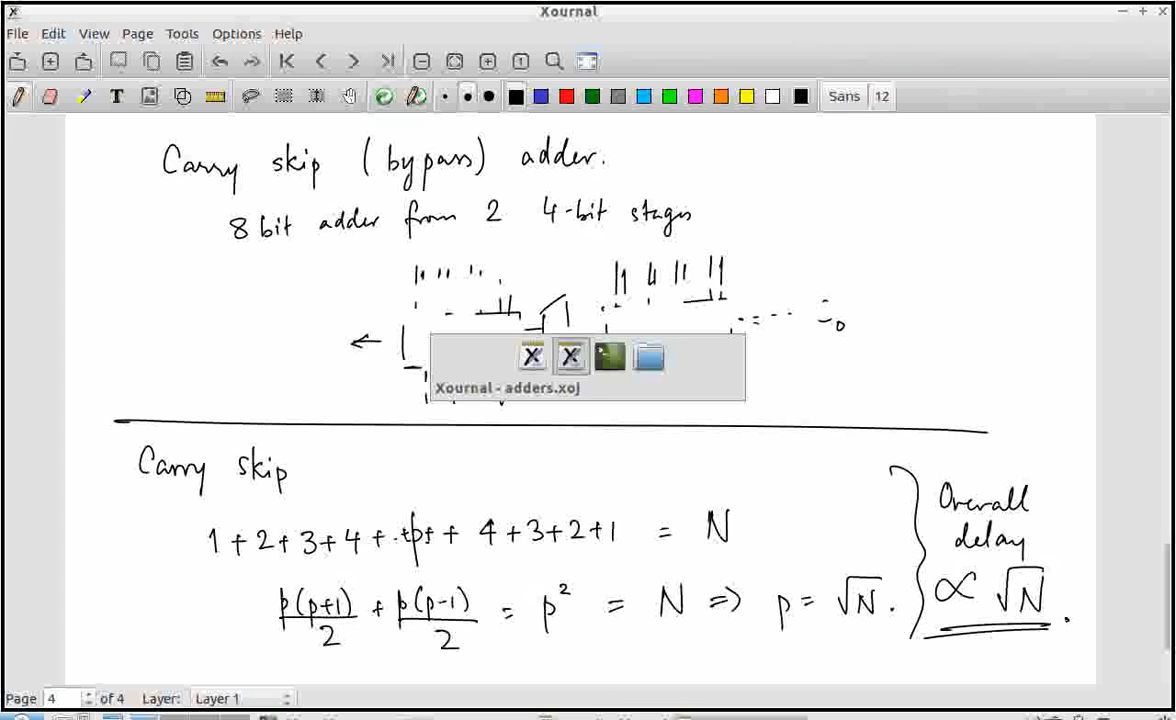 Xournal
File Edit View Page Tools Options Help
Sans 12
Carry skip (bypass) adder.
8 bit adder from 2 4-bit stages
Xournal - adders.xoj
Carry skip
1 + 2 + 3 + 4 + ..+p+ + 4 + 3 + 2 + 1 = N
p(p+1)/2 + p(p-1)/2 = p² = N ⇒ p = √N.
Overall
delay
∝ √N.
Page 4 of 4 Layer: Layer 1